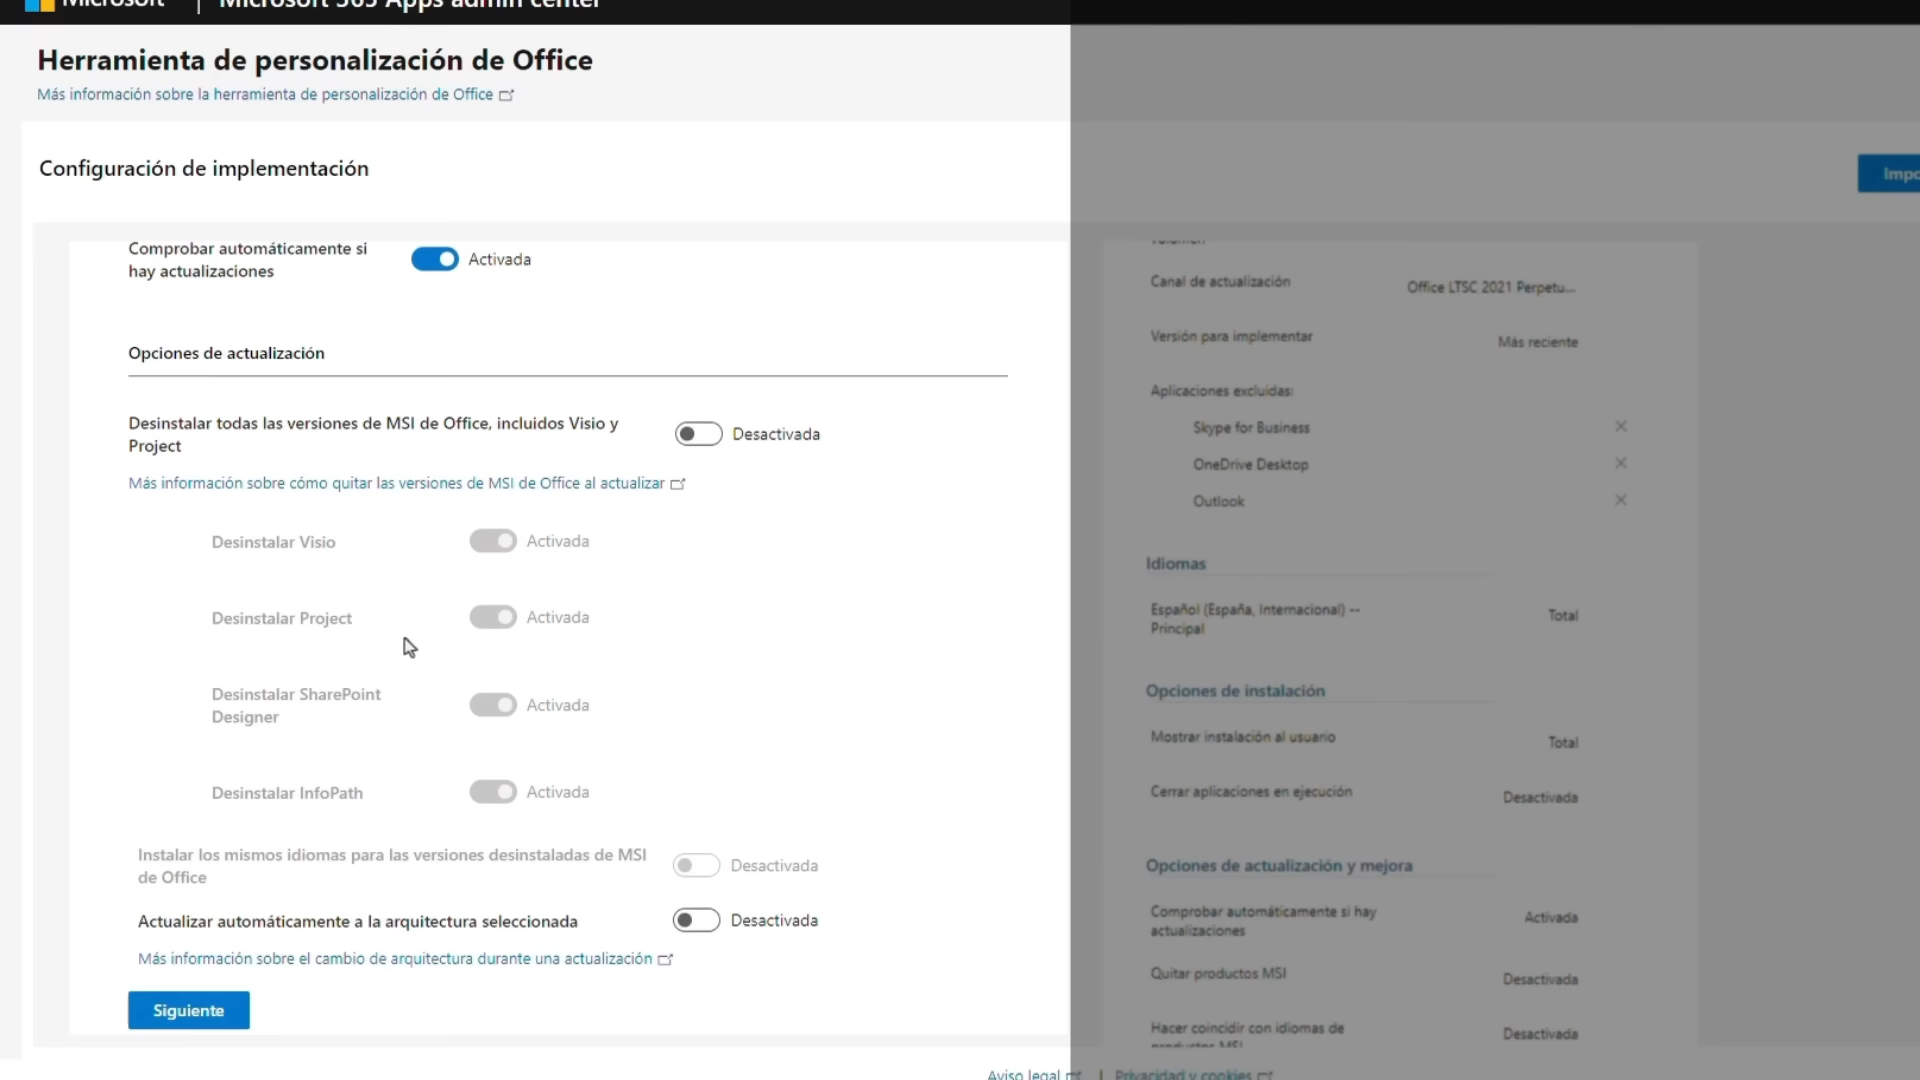 Microsoft | Microsoft 365 Apps admin center
Herramienta de personalización de Office
Más información sobre la herramienta de personalización de Office
Configuración de implementación
Impo
Comprobar automáticamente si
hay actualizaciones
Activada
Opciones de actualización
Desinstalar todas las versiones de MSI de Office, incluidos Visio y
Project
Desactivada
Más información sobre cómo quitar las versiones de MSI de Office al actualizar
Desinstalar Visio
Activada
Desinstalar Project
Activada
Desinstalar SharePoint
Designer
Activada
Desinstalar InfoPath
Activada
Instalar los mismos idiomas para las versiones desinstaladas de MSI
de Office
Desactivada
Actualizar automáticamente a la arquitectura seleccionada
Desactivada
Más información sobre el cambio de arquitectura durante una actualización
Siguiente
Canal de actualización
Office LTSC 2021 Perpetu...
Versión para implementar
Más reciente
Aplicaciones excluidas:
Skype for Business
OneDrive Desktop
Outlook
Idiomas
Español (España, Internacional) --
Principal
Total
Opciones de instalación
Mostrar instalación al usuario
Total
Cerrar aplicaciones en ejecución
Desactivada
Opciones de actualización y mejora
Comprobar automáticamente si hay
actualizaciones
Activada
Quitar productos MSI
Desactivada
Hacer coincidir con idiomas de
productos MSI
Desactivada
Aviso legal | Privacidad y cookies